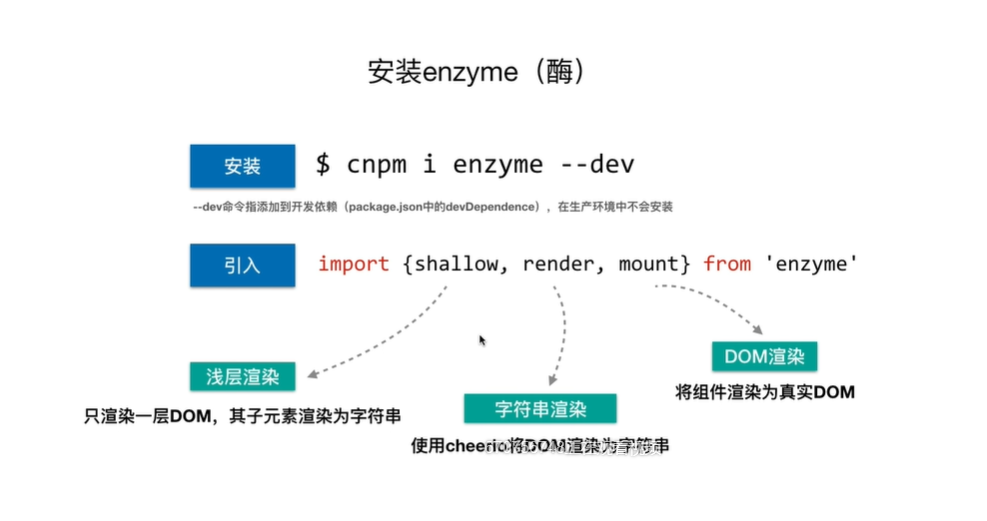 安装enzyme（酶）
安装
$ cnpm i enzyme --dev
--dev命令指添加到开发依赖（package.json中的devDependence），在生产环境中不会安装
引入
import {shallow, render, mount} from 'enzyme'
DOM渲染
将组件渲染为真实DOM
浅层渲染
只渲染一层DOM，其子元素渲染为字符串
字符串渲染
使用cheerio将DOM渲染为字符串